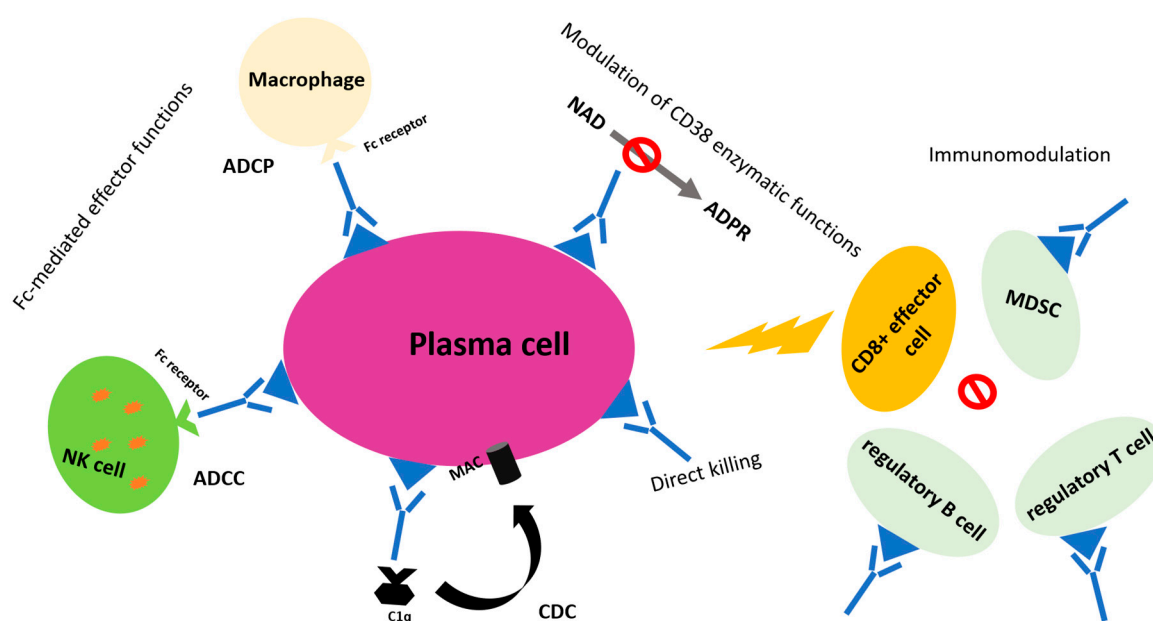 Fc-mediated effector functions
Macrophage
Fc receptor
ADCP
Modulation of CD38 enzymatic functions
NAD
ADPR
Immunomodulation
MDSC
CD8+ effector
cell
Plasma cell
Fc receptor
NK cell
ADCC
MAC
Direct killing
C1q
CDC
regulatory B cell
regulatory T cell